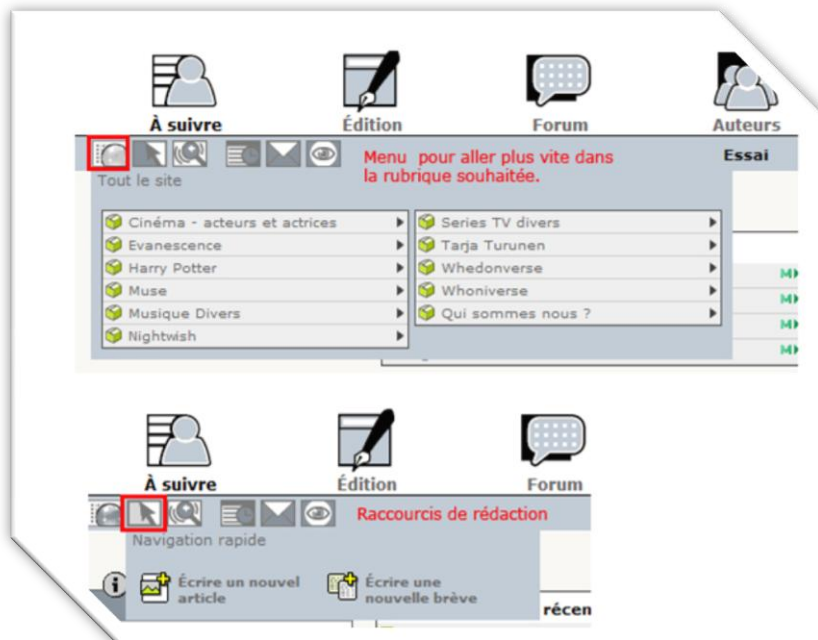 À suivre Édition Forum Auteurs
Menu pour aller plus vite dans Essai
Tout le site la rubrique souhaitée.
Cinéma - acteurs et actrices Series TV divers
Evanescence Tarja Turunen
Harry Potter Whedonverse
Muse Whoniverse
Musique Divers Qui sommes nous ?
Nightwish
À suivre Édition Forum
Raccourcis de rédaction
Navigation rapide
Écrire un nouvel Écrire une
article nouvelle brève
récen